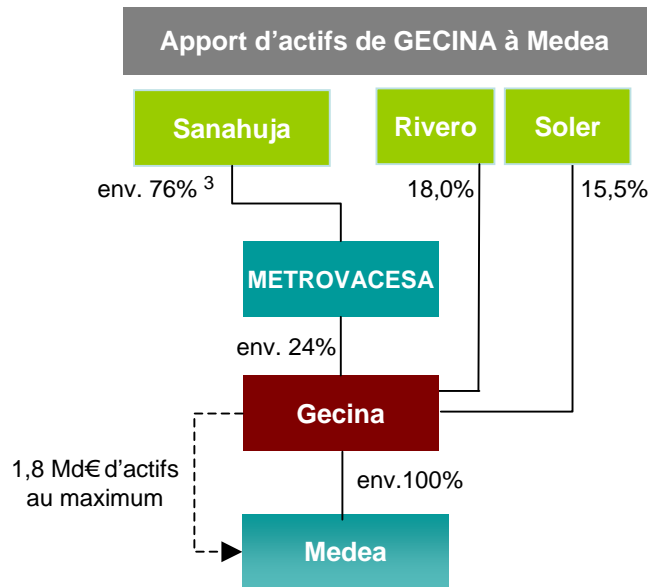 Apport d'actifs de GECINA à Medea
Sanahuja
Rivero
Soler
env. 76% 3
18,0%
15,5%
METROVACESA
env. 24%
Gecina
1,8 Md€ d'actifs
au maximum
env.100%
Medea